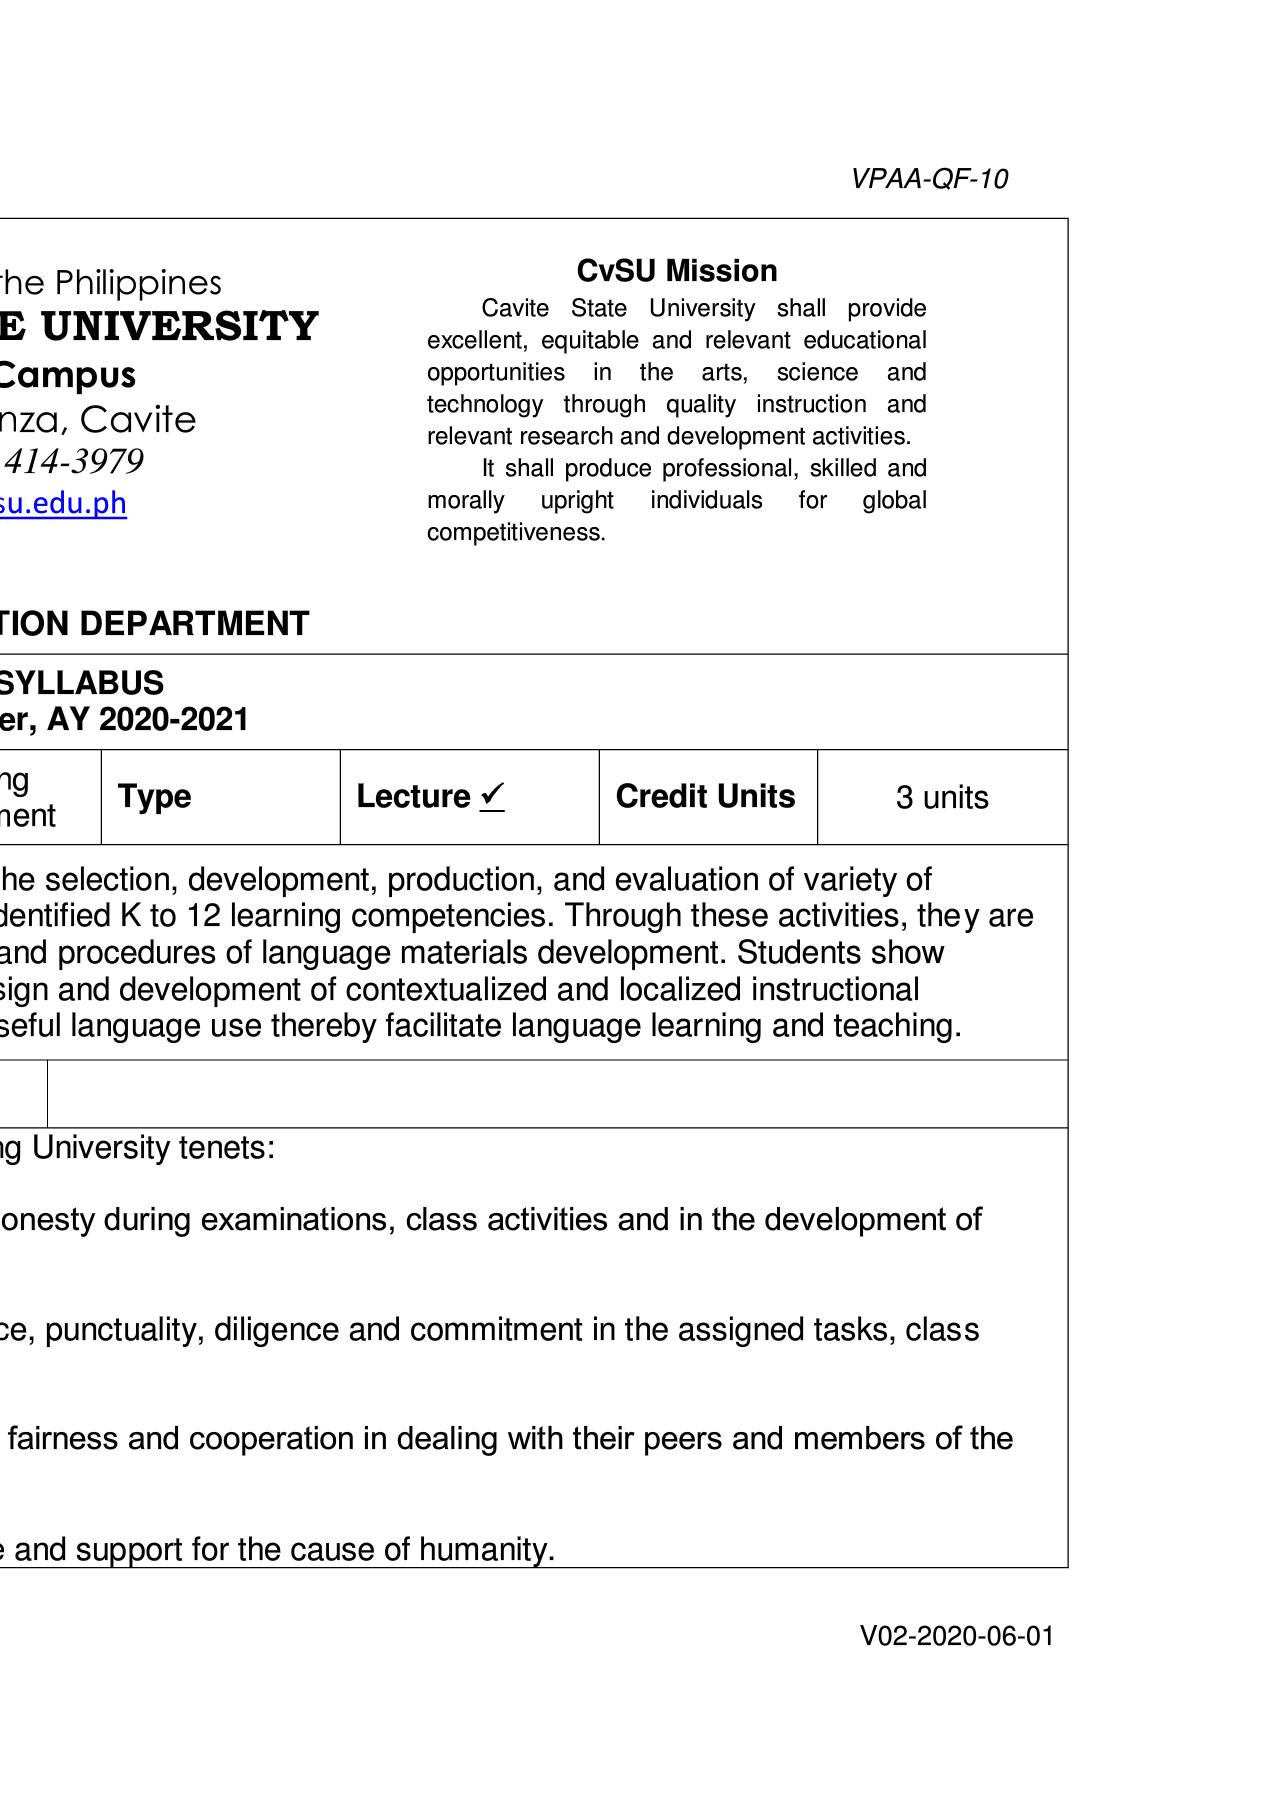 VPAA-QF-10
the Philippines
E UNIVERSITY
Campus
nza, Cavite
414-3979
su.edu.ph
CvSU Mission
Cavite State University shall provide
excellent, equitable and relevant educational
opportunities in the arts, science and
technology through quality instruction and
relevant research and development activities.
It shall produce professional, skilled and
morally upright individuals for global
competitiveness.
TION DEPARTMENT
SYLLABUS
er, AY 2020-2021
ng
ment
Type
Lecture ✓
Credit Units
3 units
he selection, development, production, and evaluation of variety of
dentified K to 12 learning competencies. Through these activities, they are
and procedures of language materials development. Students show
sign and development of contextualized and localized instructional
seful language use thereby facilitate language learning and teaching.
ng University tenets:
onesty during examinations, class activities and in the development of
ce, punctuality, diligence and commitment in the assigned tasks, class
fairness and cooperation in dealing with their peers and members of the
e and support for the cause of humanity.
V02-2020-06-01